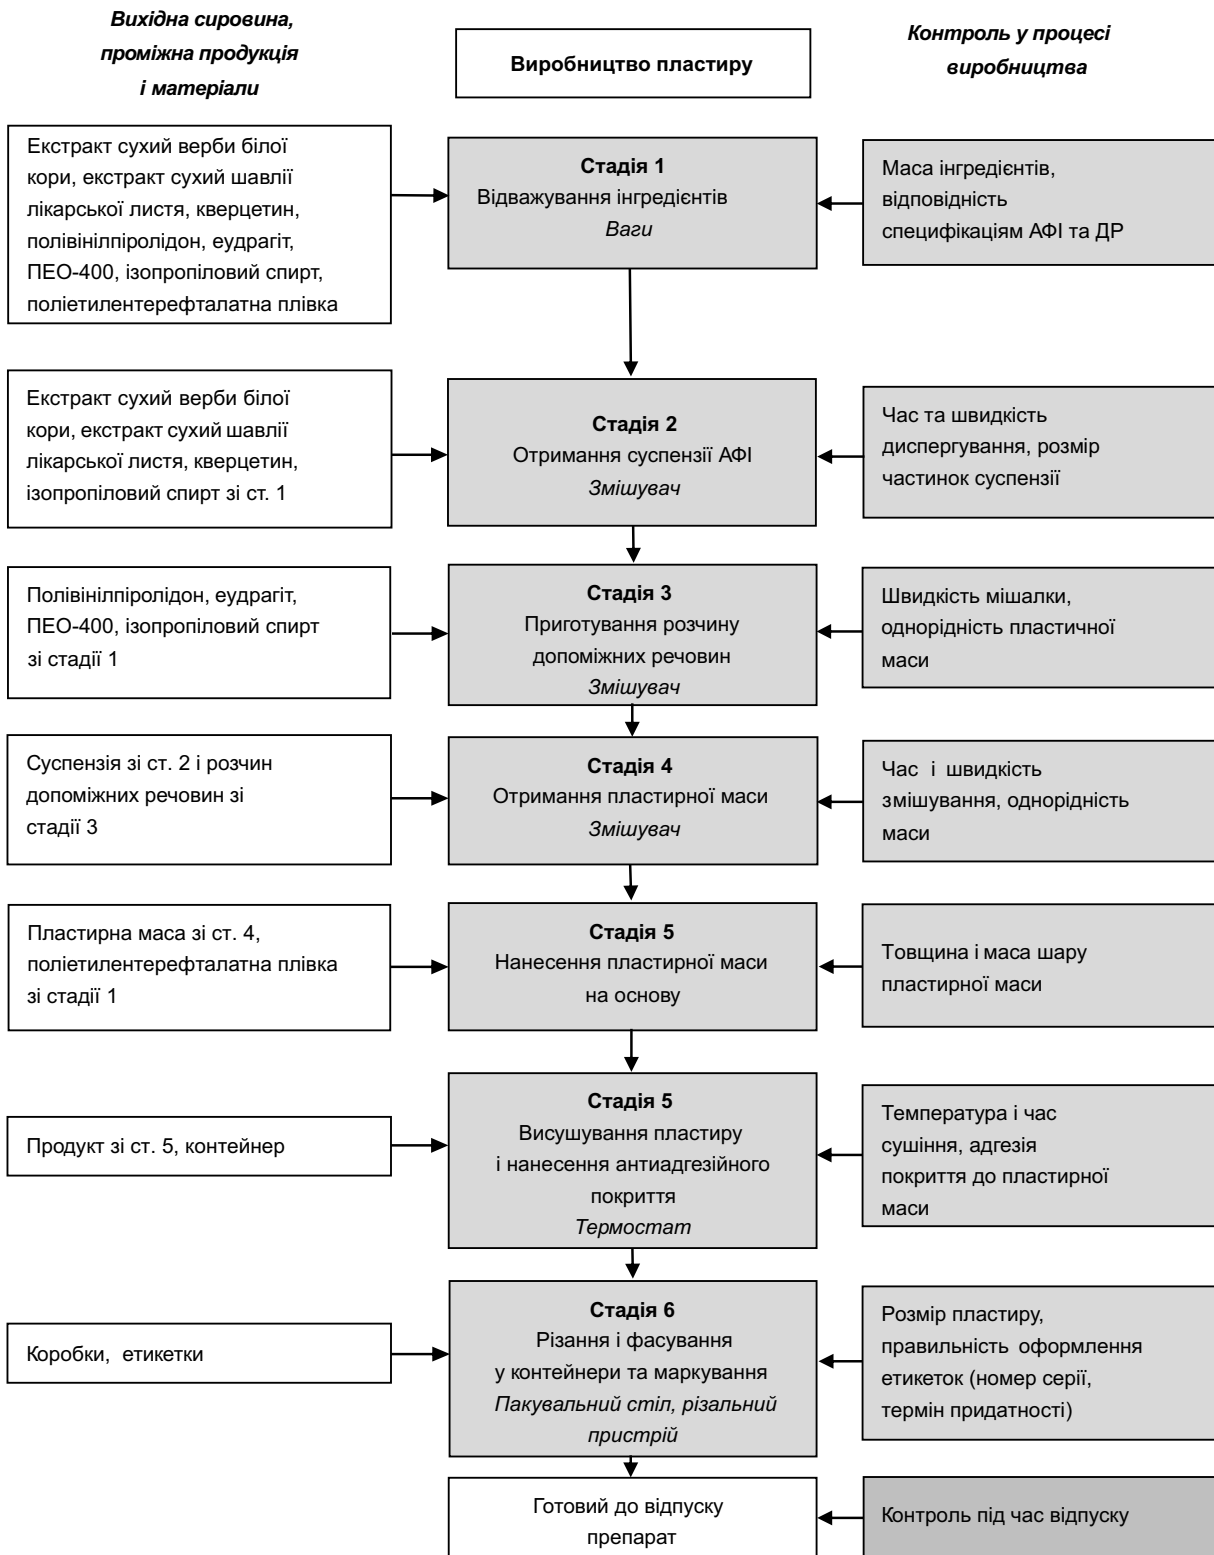 Вихідна сировина,
проміжна продукція
і матеріали
Виробництво пластиру
Контроль у процесі
виробництва
Екстракт сухий верби білої
кори, екстракт сухий шавлії
лікарської листя, кверцетин,
полівінілпіролідон, еудрагіт,
ПЕО-400, ізопропіловий спирт,
поліетилентерефталатна плівка
Стадія 1
Відважування інгредієнтів
Ваги
Маса інгредієнтів,
відповідність
специфікаціям АФІ та ДР
Екстракт сухий верби білої
кори, екстракт сухий шавлії
лікарської листя, кверцетин,
ізопропіловий спирт зі ст. 1
Стадія 2
Отримання суспензії АФІ
Змішувач
Час та швидкість
диспергування, розмір
частинок суспензії
Полівінілпіролідон, еудрагіт,
ПЕО-400, ізопропіловий спирт
зі стадії 1
Стадія 3
Приготування розчину
допоміжних речовин
Змішувач
Швидкість мішалки,
однорідність пластичної
маси
Суспензія зі ст. 2 і розчин
допоміжних речовин зі
стадії 3
Стадія 4
Отримання пластирної маси
Змішувач
Час і швидкість
змішування, однорідність
маси
Пластирна маса зі ст. 4,
поліетилентерефталатна плівка
зі стадії 1
Стадія 5
Нанесення пластирної маси
на основу
Товщина і маса шару
пластирної маси
Продукт зі ст. 5, контейнер
Стадія 5
Висушування пластиру
і нанесення антиадгезійного
покриття
Термостат
Температура і час
сушіння, адгезія
покриття до пластирної
маси
Коробки, етикетки
Стадія 6
Різання і фасування
у контейнери та маркування
Пакувальний стіл, різальний
пристрій
Розмір пластиру,
правильність оформлення
етикеток (номер серії,
термін придатності)
Готовий до відпуску
препарат
Контроль під час відпуску